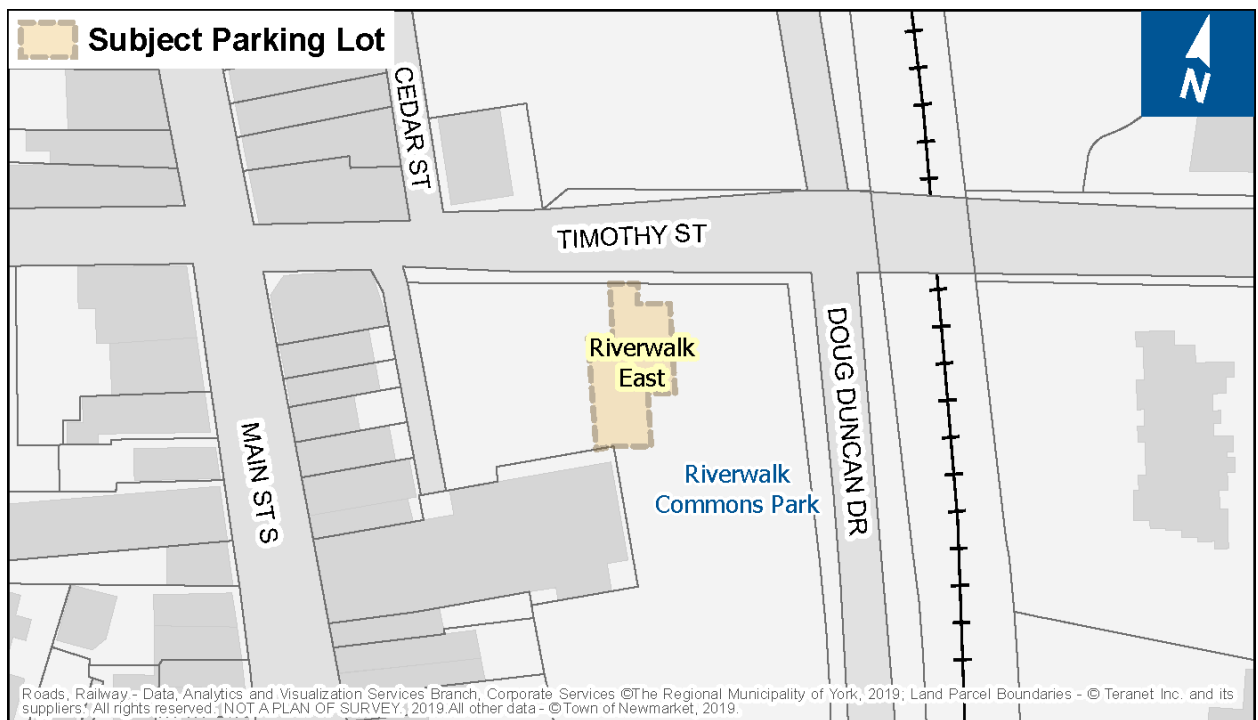 Subject Parking Lot
N
CEDAR ST
TIMOTHY ST
Riverwalk
East
DOUG DUNCAN DR
MAIN ST S
Riverwalk
Commons Park
Roads, Railway - Data, Analytics and Visualization Services Branch, Corporate Services ©The Regional Municipality of York, 2019; Land Parcel Boundaries - © Teranet Inc. and its
suppliers. All rights reserved. NOT A PLAN OF SURVEY., 2019.All other data - ©Town of Newmarket, 2019.